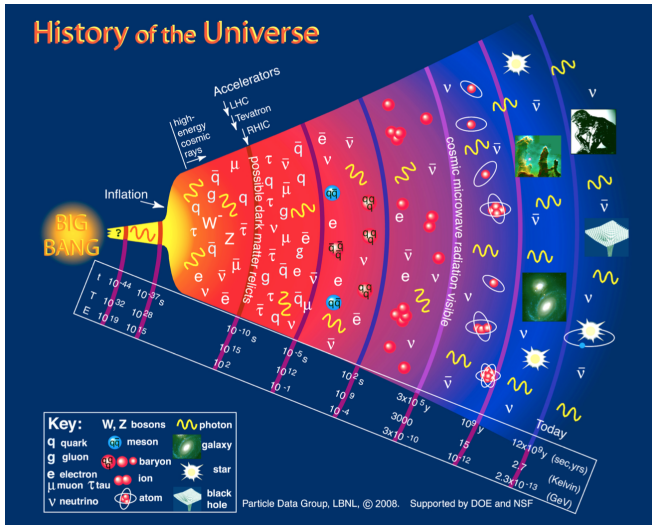 History of the Universe
Accelerators
LHC
Tevatron
RHIC
high-
energy
cosmic
rays
Inflation
BIG
BANG
?
possible dark matter relics
cosmic microwave radiation visible
t 10⁻⁴⁴ 10⁻³⁷ s 10⁻¹⁰ s 10⁻⁵ s 10² s 3x10⁵ y 10⁹ y 12x10⁹ y (sec,yrs)
T 10³² 10²⁸ 10¹⁵ 10¹² 10⁹ 3000 15 2.7 (Kelvin)
E 10¹⁹ 10¹⁵ 10² 10⁻¹ 10⁻⁴ 3x10⁻¹⁰ 10⁻¹² 2.3x10⁻¹³ (GeV)
Today
Key:
q quark
g gluon
e electron
μ muon τ tau
ν neutrino
W, Z bosons
qq̄ meson
qqq baryon
ion
atom
photon
galaxy
star
black
hole
Particle Data Group, LBNL, © 2008. Supported by DOE and NSF